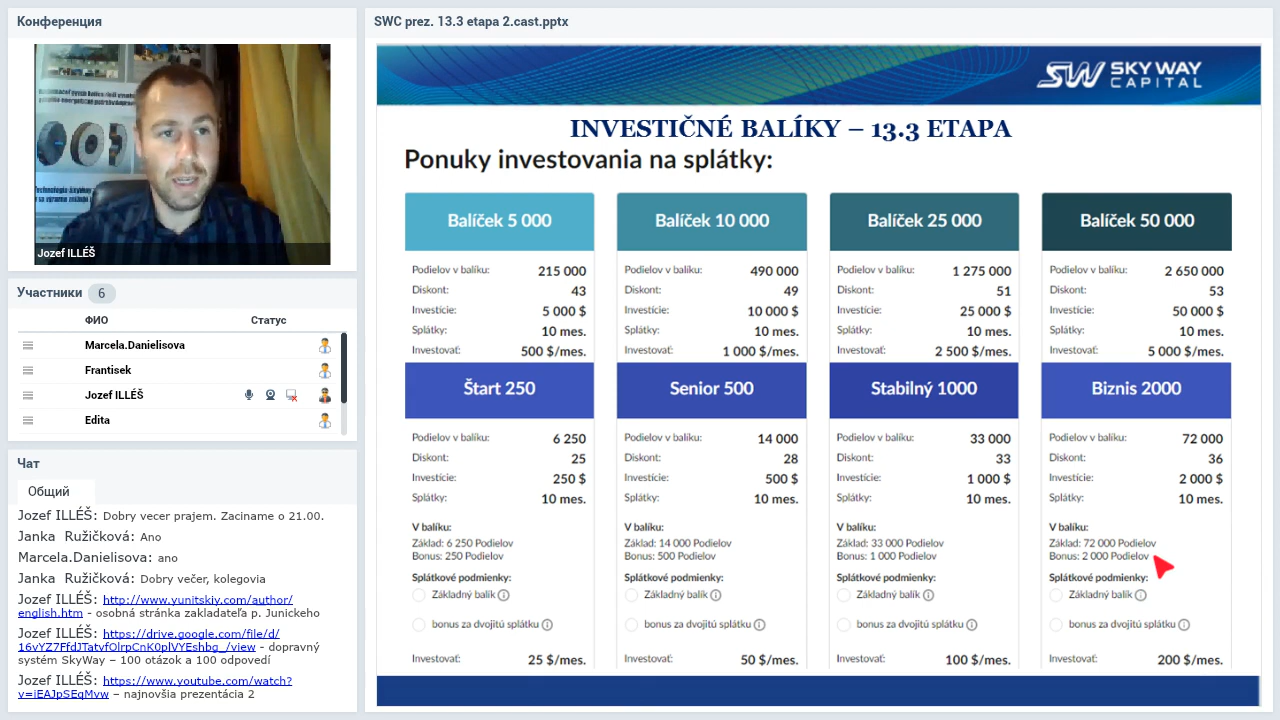 Конференция
Jozef ILLÉŠ
Участники 6
ФИО Статус
Marcela.Danielisova
Frantisek
Jozef ILLÉŠ
Edita
Чат
Общий
Jozef ILLÉŠ: Dobry vecer prajem. Zaciname o 21.00.
Janka Ružičková: Ano
Marcela.Danielisova: ano
Janka Ružičková: Dobry večer, kolegovia
Jozef ILLÉŠ: http://www.yunitskiy.com/author/
english.htm - osobná stránka zakladateľa p. Junickeho
Jozef ILLÉŠ: https://drive.google.com/file/d/
16vYZ7FfdJTatvfOlrpCnK0plVYEshbg_/view - dopravný
systém SkyWay – 100 otázok a 100 odpovedí
Jozef ILLÉŠ: https://www.youtube.com/watch?
v=iEAJpSEqMvw – najnovšia prezentácia 2
SWC prez. 13.3 etapa 2.cast.pptx
SW SKY WAY
CAPITAL
INVESTIČNÉ BALÍKY – 13.3 ETAPA
Ponuky investovania na splátky:
Balíček 5 000
Podielov v balíku: 215 000
Diskont: 43
Investície: 5 000 $
Splátky: 10 mes.
Investovať: 500 $/mes.
Balíček 10 000
Podielov v balíku: 490 000
Diskont: 49
Investície: 10 000 $
Splátky: 10 mes.
Investovať: 1 000 $/mes.
Balíček 25 000
Podielov v balíku: 1 275 000
Diskont: 51
Investície: 25 000 $
Splátky: 10 mes.
Investovať: 2 500 $/mes.
Balíček 50 000
Podielov v balíku: 2 650 000
Diskont: 53
Investície: 50 000 $
Splátky: 10 mes.
Investovať: 5 000 $/mes.
Štart 250
Podielov v balíku: 6 250
Diskont: 25
Investície: 250 $
Splátky: 10 mes.
V balíku:
Základ: 6 250 Podielov
Bonus: 250 Podielov
Splátkové podmienky:
Základný balík
bonus za dvojitú splátku
Investovať: 25 $/mes.
Senior 500
Podielov v balíku: 14 000
Diskont: 28
Investície: 500 $
Splátky: 10 mes.
V balíku:
Základ: 14 000 Podielov
Bonus: 500 Podielov
Splátkové podmienky:
Základný balík
bonus za dvojitú splátku
Investovať: 50 $/mes.
Stabilný 1000
Podielov v balíku: 33 000
Diskont: 33
Investície: 1 000 $
Splátky: 10 mes.
V balíku:
Základ: 33 000 Podielov
Bonus: 1 000 Podielov
Splátkové podmienky:
Základný balík
bonus za dvojitú splátku
Investovať: 100 $/mes.
Biznis 2000
Podielov v balíku: 72 000
Diskont: 36
Investície: 2 000 $
Splátky: 10 mes.
V balíku:
Základ: 72 000 Podielov
Bonus: 2 000 Podielov
Splátkové podmienky:
Základný balík
bonus za dvojitú splátku
Investovať: 200 $/mes.